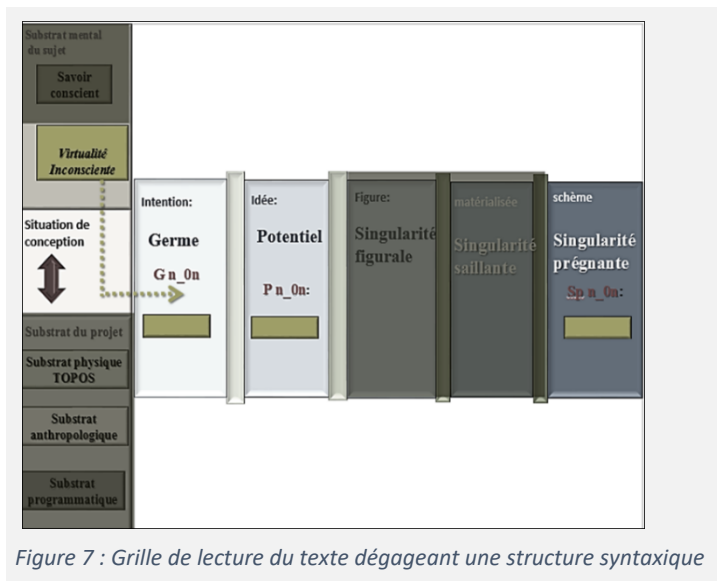 Substrat mental
du sujet
Savoir
conscient
Virtualité
Inconsciente
Situation de
conception
Substrat du projet
Substrat physique
TOPOS
Substrat
anthropologique
Substrat
programmatique
Intention:
Germe
G n_0n
Idée:
Potentiel
P n_0n:
Figure:
Singularité
figurale
matérialisée
Singularité
saillante
schème
Singularité
prégnante
Sp n_0n:
Figure 7 : Grille de lecture du texte dégageant une structure syntaxique